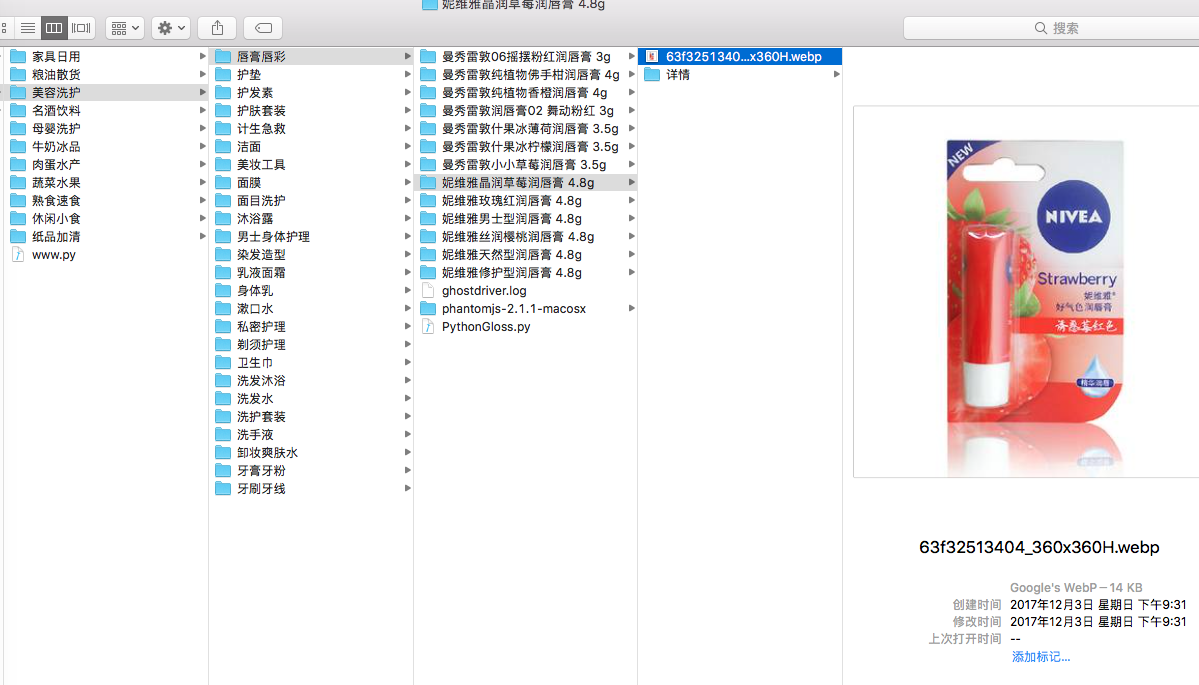 妮维雅晶润草莓润唇膏 4.8g
搜索
家具日用
粮油散货
美容洗护
名酒饮料
母婴洗护
牛奶冰品
肉蛋水产
蔬菜水果
熟食速食
休闲小食
纸品加清
www.py
唇膏唇彩
护垫
护发素
护肤套装
计生急救
洁面
美妆工具
面膜
面目洗护
沐浴露
男士身体护理
染发造型
乳液面霜
身体乳
漱口水
私密护理
剃须护理
卫生巾
洗发沐浴
洗发水
洗护套装
洗手液
卸妆爽肤水
牙膏牙粉
牙刷牙线
曼秀雷敦06摇摆粉红润唇膏 3g
曼秀雷敦纯植物佛手柑润唇膏 4g
曼秀雷敦纯植物香橙润唇膏 4g
曼秀雷敦润唇膏02 舞动粉红 3g
曼秀雷敦什果冰薄荷润唇膏 3.5g
曼秀雷敦什果冰柠檬润唇膏 3.5g
曼秀雷敦小小草莓润唇膏 3.5g
妮维雅晶润草莓润唇膏 4.8g
妮维雅玫瑰红润唇膏 4.8g
妮维雅男士型润唇膏 4.8g
妮维雅丝润樱桃润唇膏 4.8g
妮维雅天然型润唇膏 4.8g
妮维雅修护型润唇膏 4.8g
ghostdriver.log
phantomjs-2.1.1-macosx
PythonGloss.py
63f3251340...x360H.webp
详情
NEW
NIVEA
Strawberry
妮维雅®
好气色润唇膏
诱惑莓红色
精华润唇
63f32513404_360x360H.webp
Google's WebP – 14 KB
创建时间 2017年12月3日 星期日 下午9:31
修改时间 2017年12月3日 星期日 下午9:31
上次打开时间 --
添加标记...